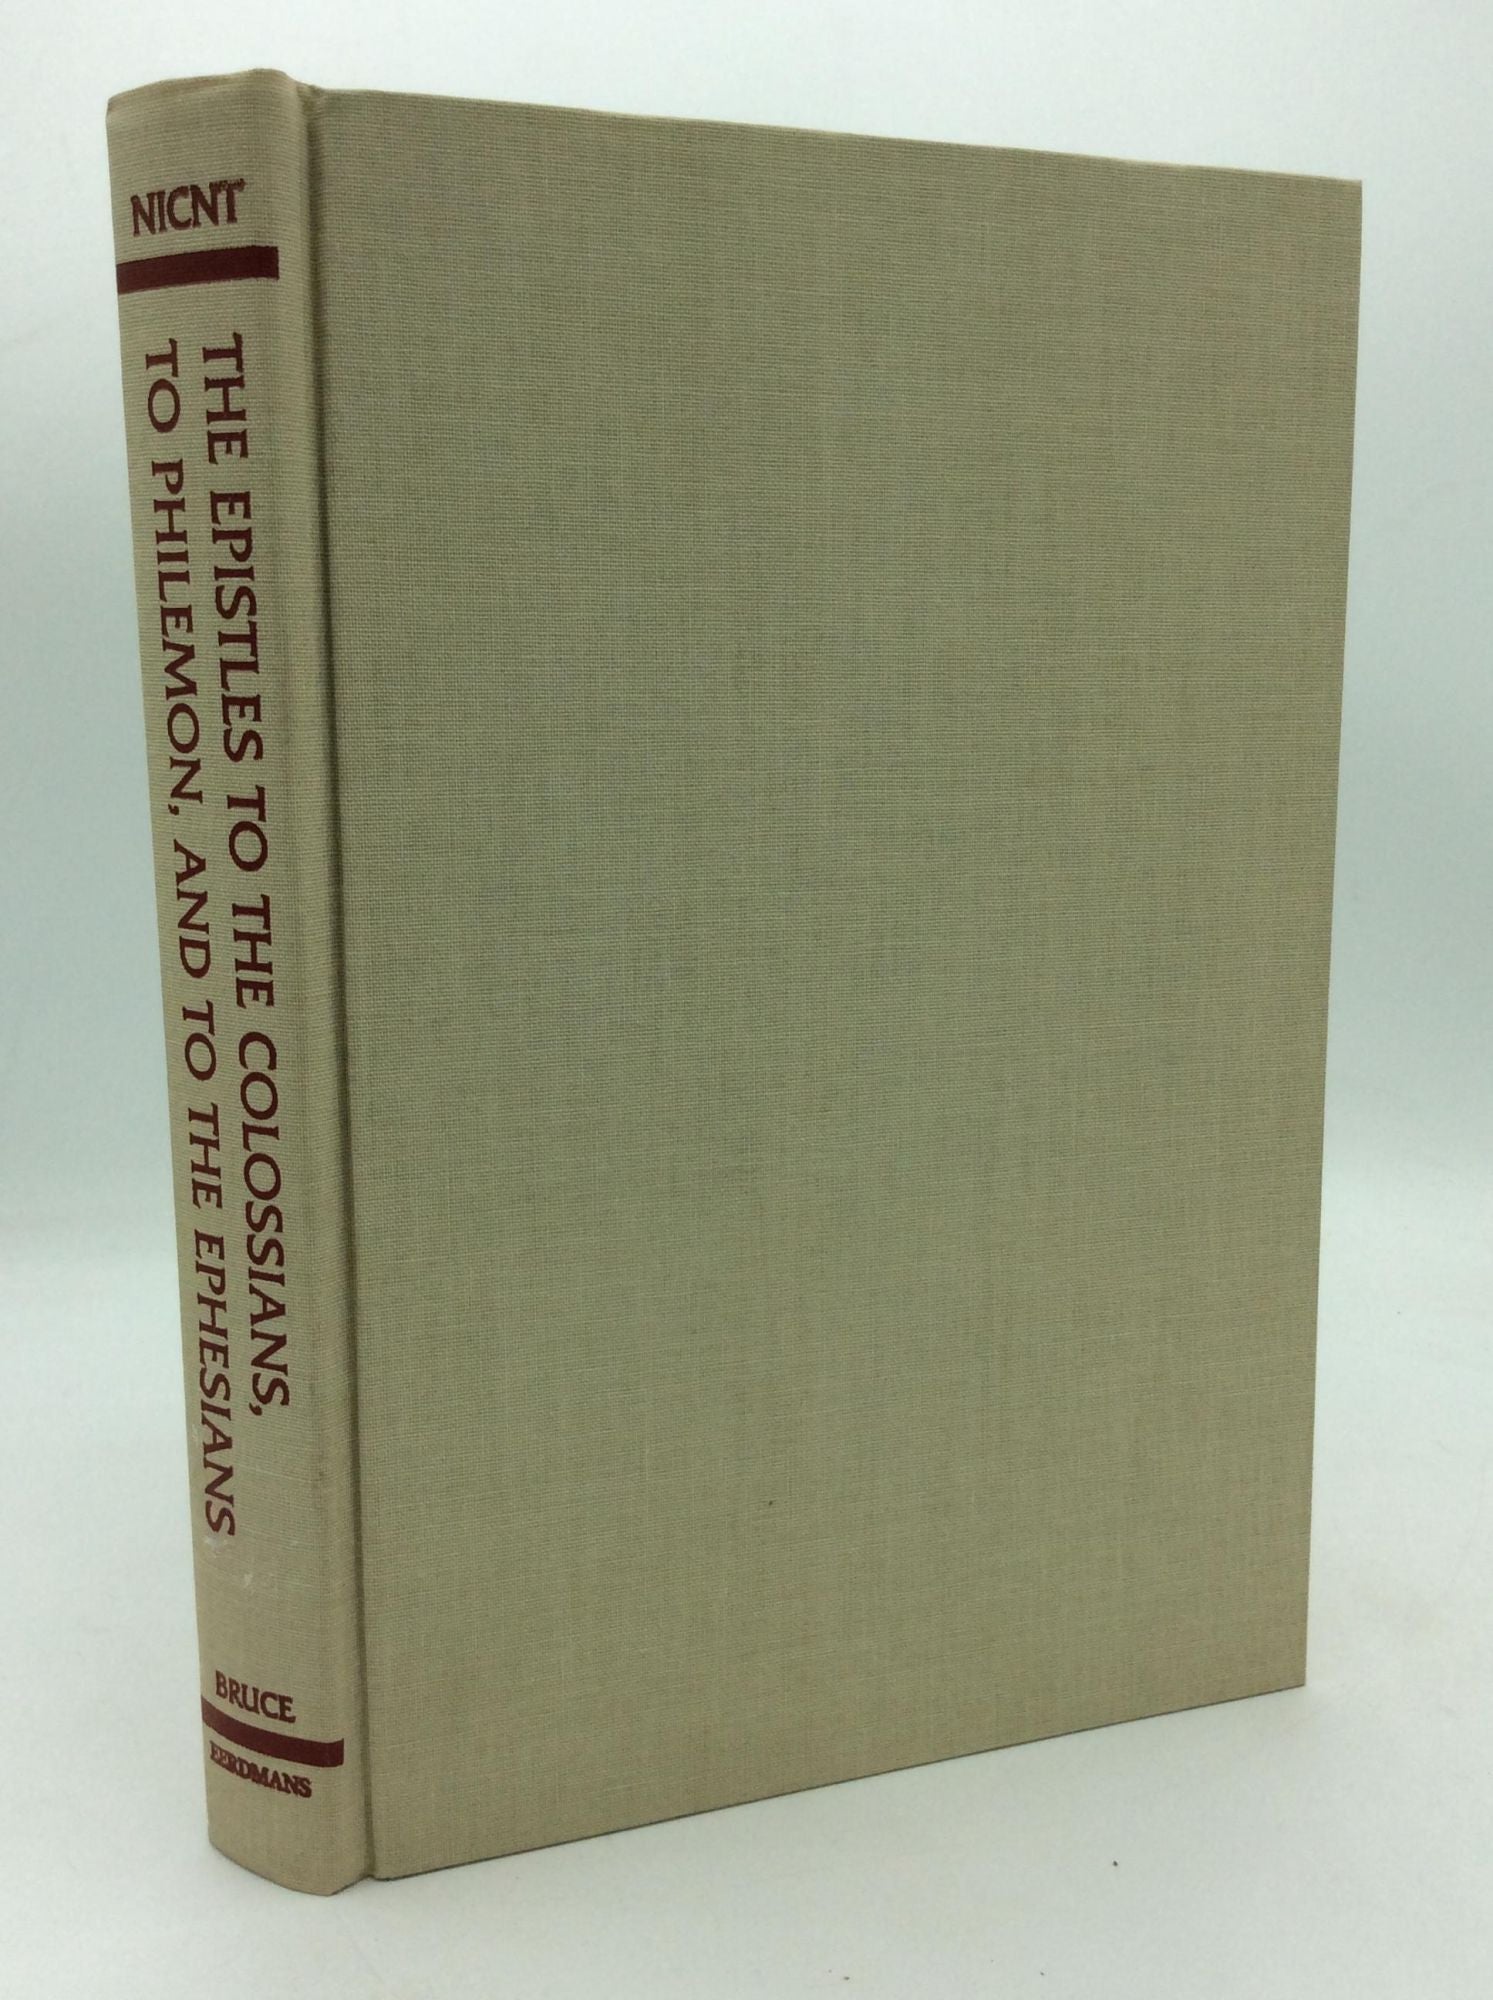 NICNT
THE EPISTLES TO THE COLOSSIANS,
TO PHILEMON, AND TO THE EPHESIANS
BRUCE
EERDMANS